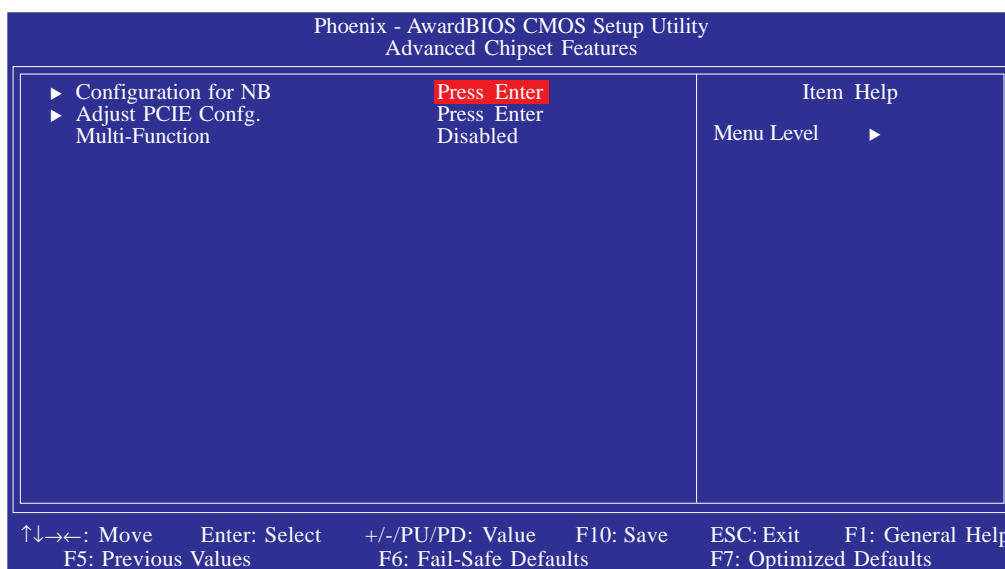 Phoenix - AwardBIOS CMOS Setup Utility
Advanced Chipset Features
▶ Configuration for NB Press Enter
▶ Adjust PCIE Confg. Press Enter
Multi-Function Disabled
Item Help
Menu Level ▶
↑↓→←: Move Enter: Select +/-/PU/PD: Value F10: Save ESC: Exit F1: General Help
F5: Previous Values F6: Fail-Safe Defaults F7: Optimized Defaults